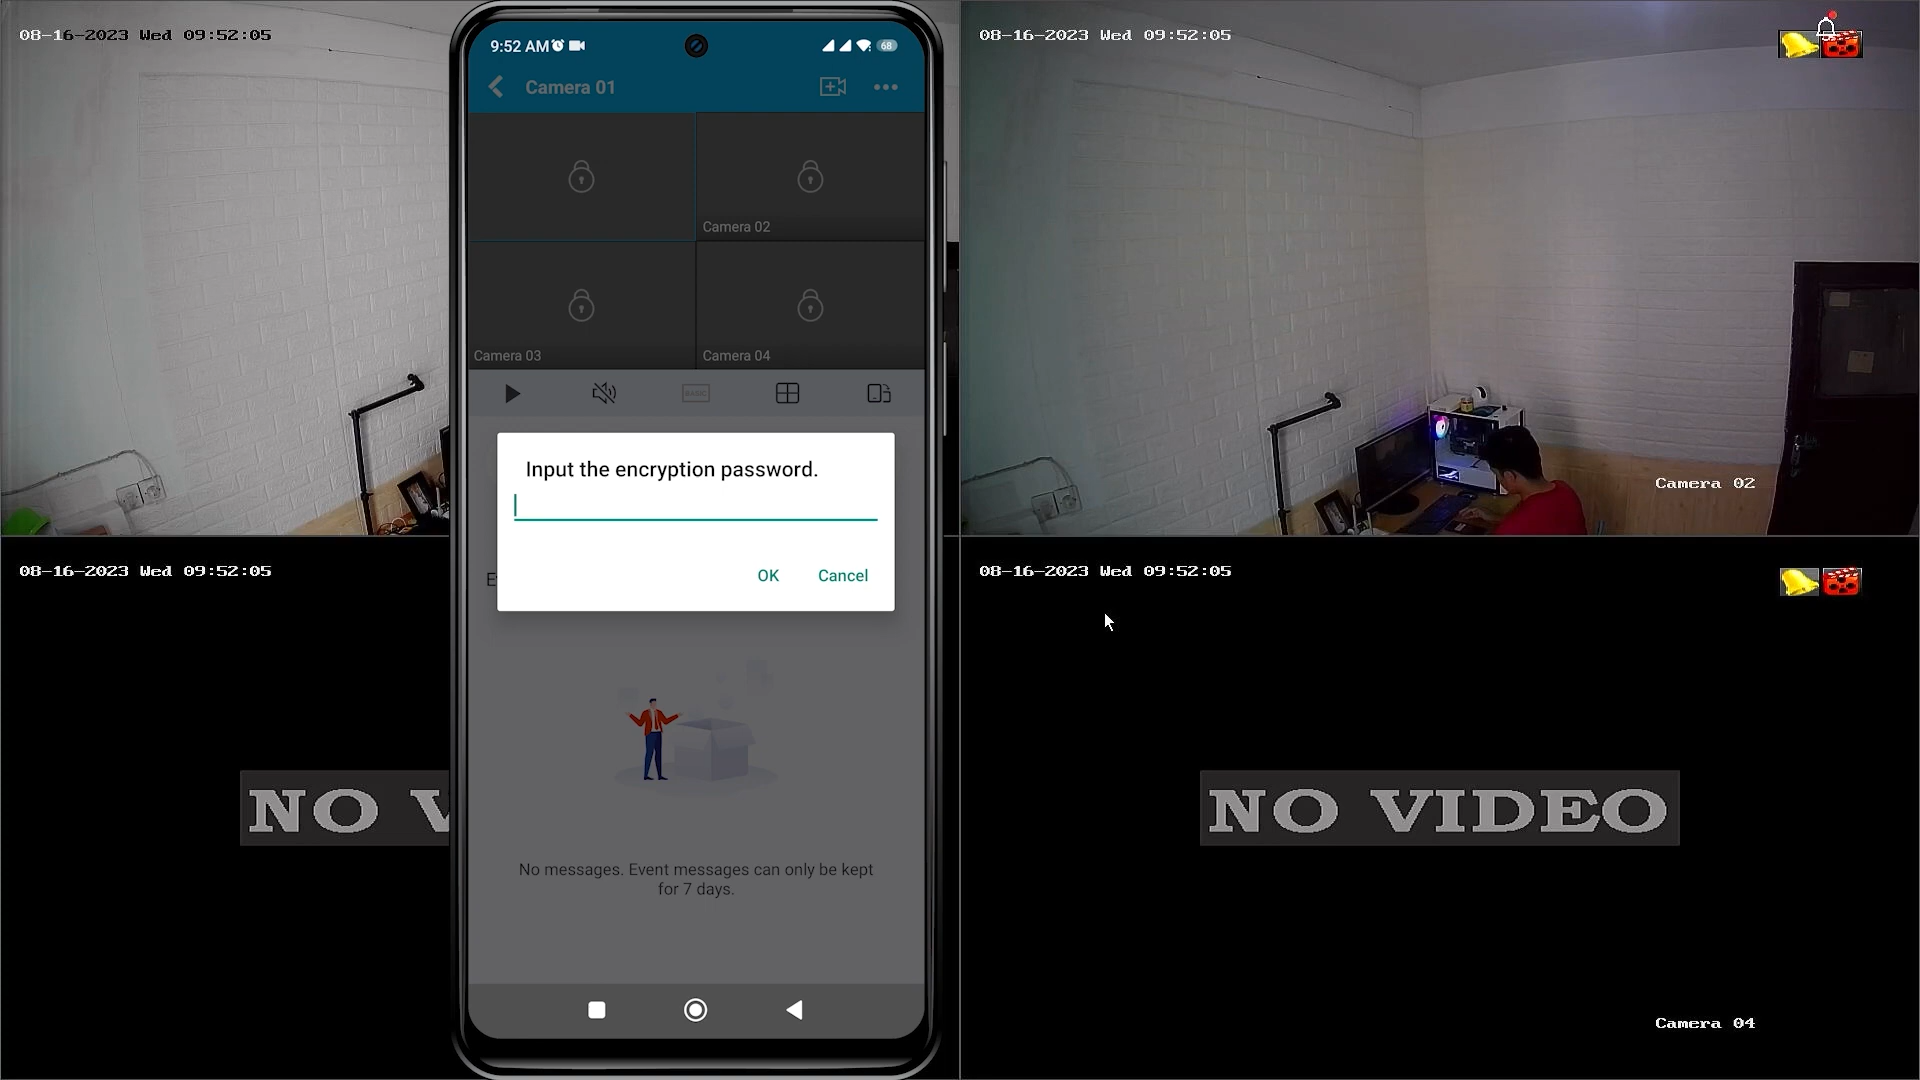 08-16-2023 Wed 09:52:05
9:52 AM
68
08-16-2023 Wed 09:52:05
Camera 01
Camera 02
Camera 03
Camera 04
Input the encryption password.
OK
Cancel
Camera 02
08-16-2023 Wed 09:52:05
E
08-16-2023 Wed 09:52:05
NO V
NO VIDEO
No messages. Event messages can only be kept
for 7 days.
Camera 04